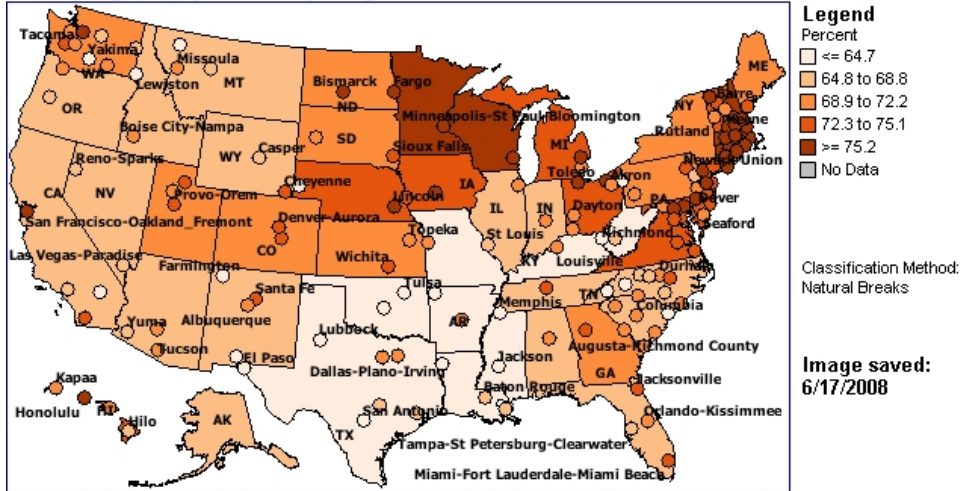 Legend
Percent
<= 64.7
64.8 to 68.8
68.9 to 72.2
72.3 to 75.1
>= 75.2
No Data
Classification Method:
Natural Breaks
Image saved:
6/17/2008
Tacoma
Yakima
WA
Missoula
MT
Lewiston
Bismarck
Fargo
ND
ME
Barre
NY
Keene
OR
Boise City-Nampa
Minneapolis-St Paul-Bloomington
Rutland
MI
SD
Casper
WY
Sioux Falls
Newark-Union
Reno-Sparks
Cheyenne
IA
Toledo
Akron
Provo-Orem
Lincoln
PA
Dover
CA
NV
IL
IN
Dayton
San Francisco-Oakland_Fremont
Denver-Aurora
Seaford
CO
Topeka
St Louis
Richmond
Las Vegas-Paradise
Wichita
KY
Louisville
Farmington
Durham
Tulsa
Santa Fe
Memphis
TN
Columbia
Yuma
Albuquerque
Lubbock
AR
Tucson
El Paso
Jackson
Augusta-Richmond County
Dallas-Plano-Irving
GA
Kapaa
Baton Rouge
Jacksonville
Honolulu
HI
Hilo
AK
San Antonio
Orlando-Kissimmee
TX
Tampa-St Petersburg-Clearwater
Miami-Fort Lauderdale-Miami Beach